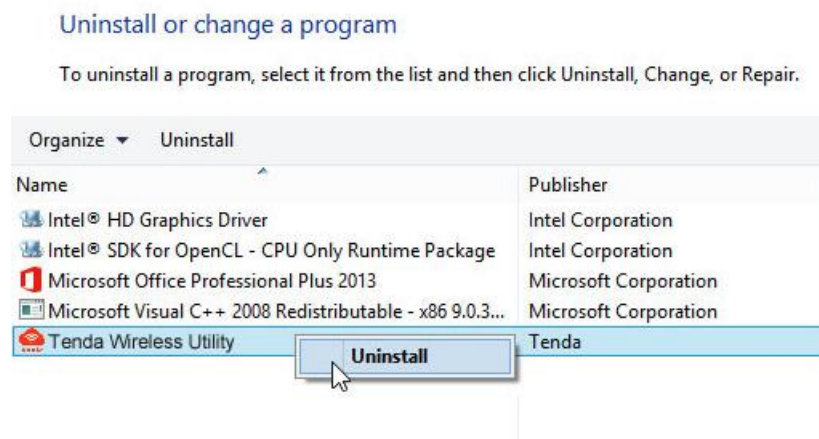 Uninstall or change a program
To uninstall a program, select it from the list and then click Uninstall, Change, or Repair.
Organize Uninstall
Name Publisher
Intel® HD Graphics Driver Intel Corporation
Intel® SDK for OpenCL - CPU Only Runtime Package Intel Corporation
Microsoft Office Professional Plus 2013 Microsoft Corporation
Microsoft Visual C++ 2008 Redistributable - x86 9.0.3... Microsoft Corporation
Tenda Wireless Utility Tenda
Uninstall